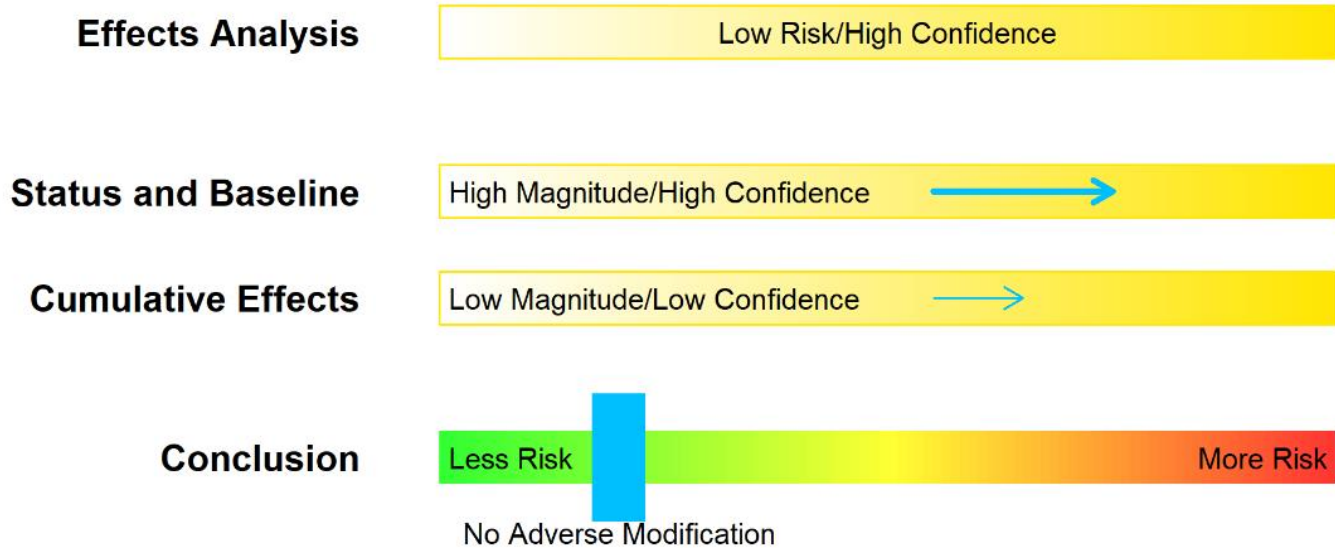 Effects Analysis
Low Risk/High Confidence
Status and Baseline
High Magnitude/High Confidence
Cumulative Effects
Low Magnitude/Low Confidence
Conclusion
Less Risk
More Risk
No Adverse Modification